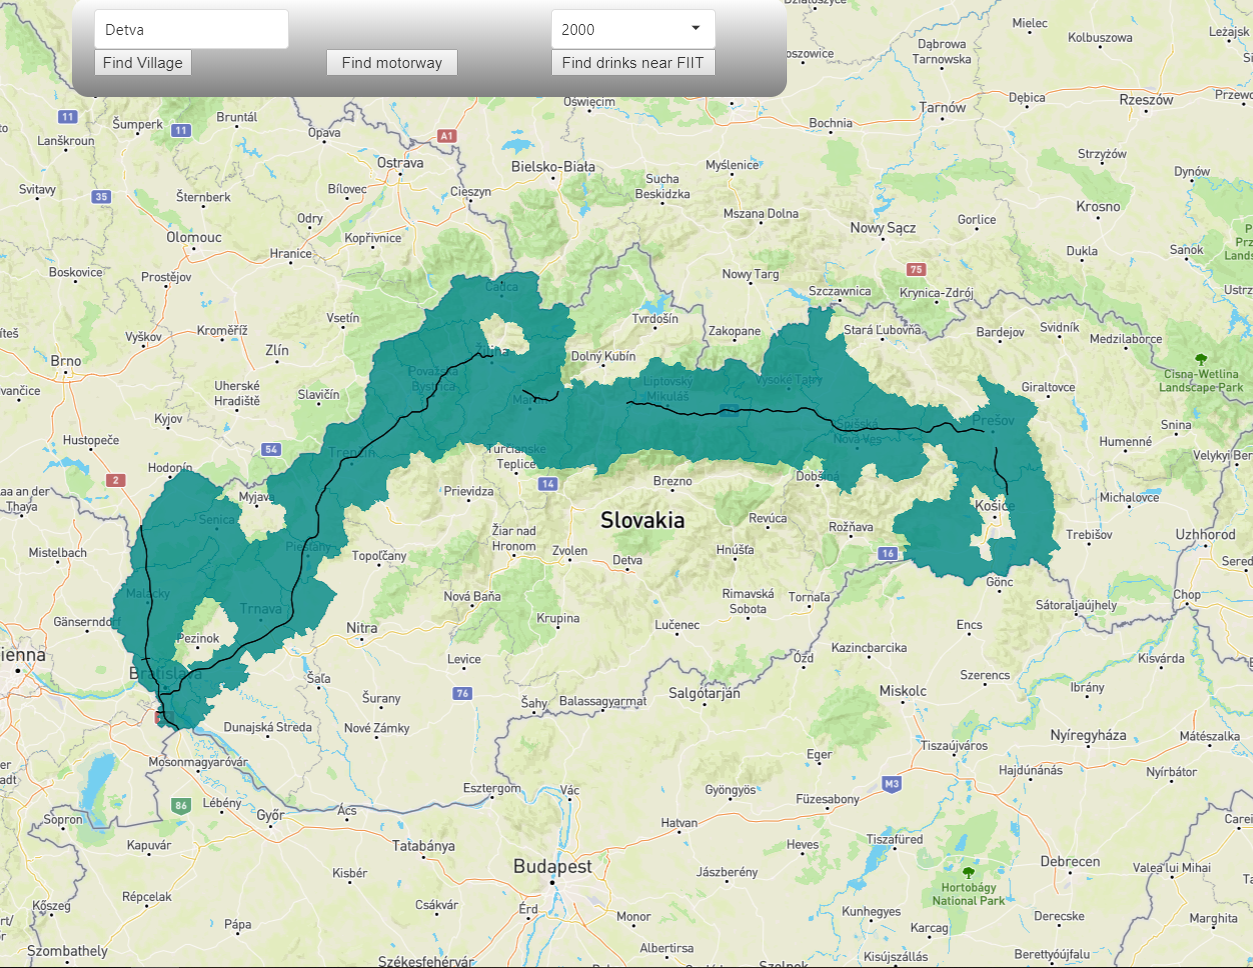 Działoszyce
Detva
2000
Find Village
Find motorway
Find drinks near FIIT
Mielec
Kolbuszowa
Leżajsk
Dąbrowa
Tarnowska
Oświęcim
Dębica
Rzeszów
Przewo
11
Šumperk
11
Bruntál
Opava
A1
Bochnia
Tarnów
Lanškroun
Ostrava
Bielsko-Biała
Myślenice
Strzyżów
Dynów
Svitavy
35
Šternberk
Bílovec
Cieszyn
Sucha
Beskidzka
Mszana Dolna
Gorlice
Krosno
Odry
Nowy Sącz
Olomouc
Kopřivnice
Hranice
Dukla
Sanok
Boskovice
Prostějov
Nowy Targ
75
Čadca
Szczawnica
Krynica-Zdrój
Ustrz
Vsetín
Tvrdošín
Zakopane
Stará Ľubovňa
Bardejov
Svidník
Medzilaborce
Vyškov
Kroměříž
Zlín
Žilina
Dolný Kubín
Brno
Považská
Bystrica
Liptovský
Mikuláš
Vysoké Tatry
Giraltovce
Cisna-Wetlina
Landscape Park
Uherské
Hradiště
Slavičín
Martin
Kyjov
Spišská
Nová Ves
Prešov
Snina
Hustopeče
54
Trenčín
Turčianske
Teplice
Humenné
Velykyi Ber
2
Hodonín
14
Brezno
Dobšiná
Laa an der
Thaya
Myjava
Prievidza
Michalovce
Senica
Slovakia
Revúca
Rožňava
Košice
Mistelbach
Piešťany
Topoľčany
Žiar nad
Hronom
Zvolen
Detva
Hnúšťa
16
Trebišov
Uzhhorod
Gönc
Malacky
Trnava
Nová Baňa
Krupina
Rimavská
Sobota
Tornaľa
Sátoraljaújhely
Chop
Gänserndorf
Pezinok
Nitra
Lučenec
Encs
Levice
Ózd
Kazincbarcika
Kisvárda
Bratislava
Šaľa
Šurany
76
Šahy
Balassagyarmat
Salgótarján
Miskolc
Szerencs
Ibrány
Dunajská Streda
Nové Zámky
Nyíregyháza
Mátészalka
Mosonmagyaróvár
Eger
Tiszaújváros
Hajdúnánás
Nyírbátor
Esztergom
Vác
Gyöngyös
Füzesabony
M3
86
Lébény
Győr
Ács
Sopron
Hatvan
Carei
Kapuvár
Tatabánya
Heves
Tiszafüred
Budapest
Debrecen
Valea lui Mihai
Kisbér
Jászberény
Hortobágy
National Park
Kőszeg
Répcelak
Csákvár
Érd
Monor
Kunhegyes
Derecske
Marghita
Pápa
Karcag
Szombathely
Székesfehérvár
Albertirsa
Szolnok
Kisújszállás
Berettyóújfalu